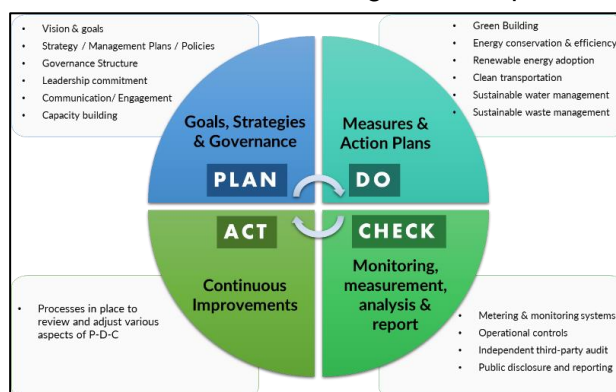 • Vision & goals
• Strategy / Management Plans / Policies
• Governance Structure
• Leadership commitment
• Communication/ Engagement
• Capacity building
• Green Building
• Energy conservation & efficiency
• Renewable energy adoption
• Clean transportation
• Sustainable water management
• Sustainable waste management
Goals, Strategies
& Governance
PLAN
Measures &
Action Plans
DO
ACT
Continuous
Improvements
CHECK
Monitoring,
measurement,
analysis &
report
• Processes in place to
review and adjust various
aspects of P-D-C
• Metering & monitoring systems
• Operational controls
• Independent third-party audit
• Public disclosure and reporting